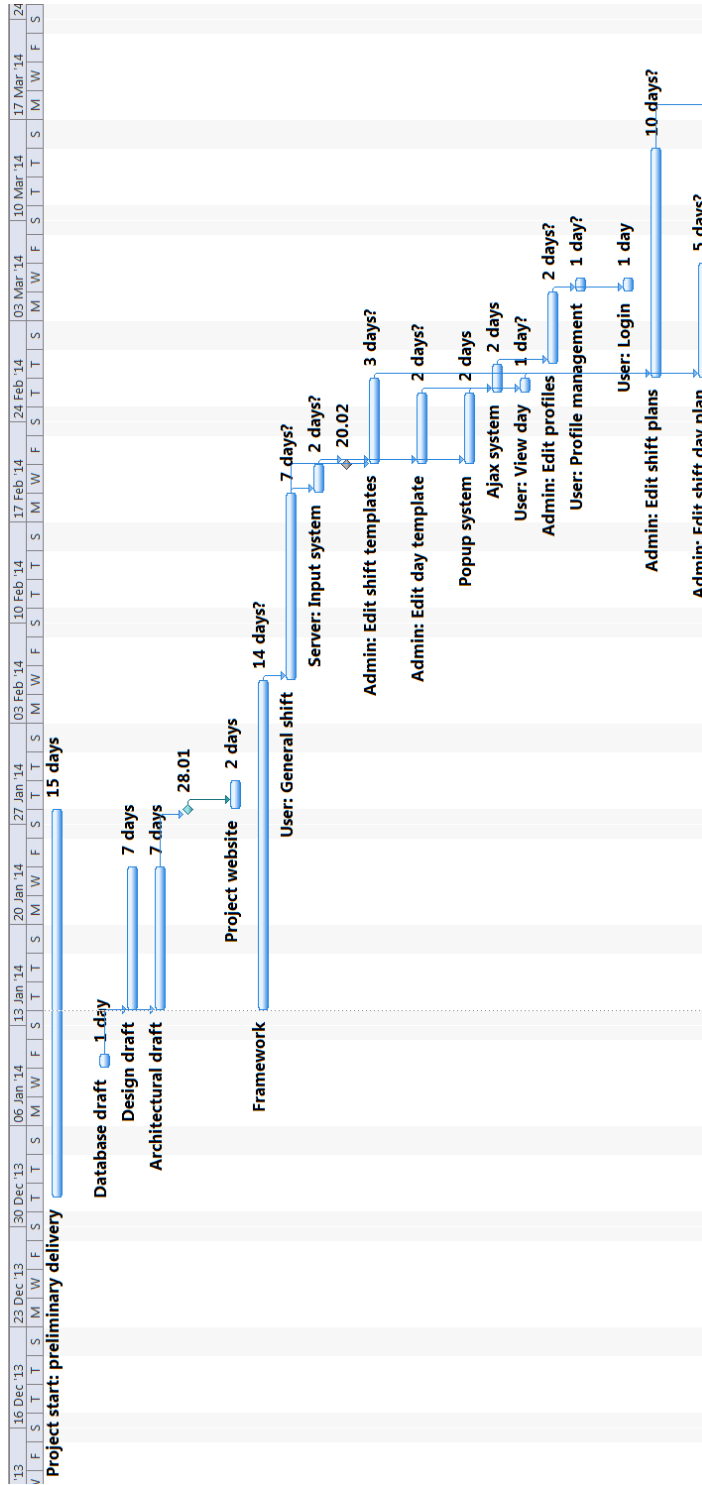 '13 16 Dec '13 23 Dec '13 30 Dec '13 06 Jan '14 13 Jan '14 20 Jan '14 27 Jan '14 03 Feb '14 10 Feb '14 17 Feb '14 24 Feb '14 03 Mar '14 10 Mar '14 17 Mar '14 24
F S T T S M W F S T T S M W F S T T S M W F S T T S M W F S T T S M W F S T T S M W F S T T S M W F S
Project start: preliminary delivery 15 days
Database draft 1 day
Design draft 7 days
Architectural draft 7 days
28.01
Project website 2 days
Framework 14 days?
User: General shift 7 days?
Server: Input system 2 days?
20.02
Admin: Edit shift templates 3 days?
Admin: Edit day template 2 days?
Popup system 2 days
Ajax system 2 days
User: View day 1 day?
Admin: Edit profiles 2 days?
User: Profile management 1 day?
User: Login 1 day
Admin: Edit shift plans 10 days?
Admin: Edit shift day plan 5 days?